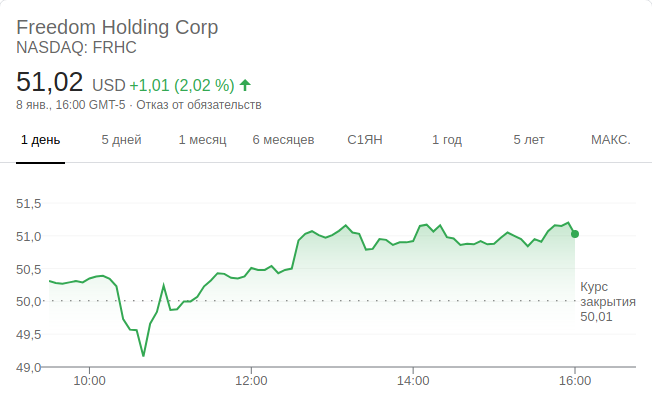 Freedom Holding Corp
NASDAQ: FRHC
51,02 USD +1,01 (2,02 %)
8 янв., 16:00 GMT-5 · Отказ от обязательств
1 день 5 дней 1 месяц 6 месяцев С1ЯН 1 год 5 лет МАКС.
51,5
51,0
50,5
50,0
49,5
49,0
Курс
закрытия
50,01
10:00 12:00 14:00 16:00